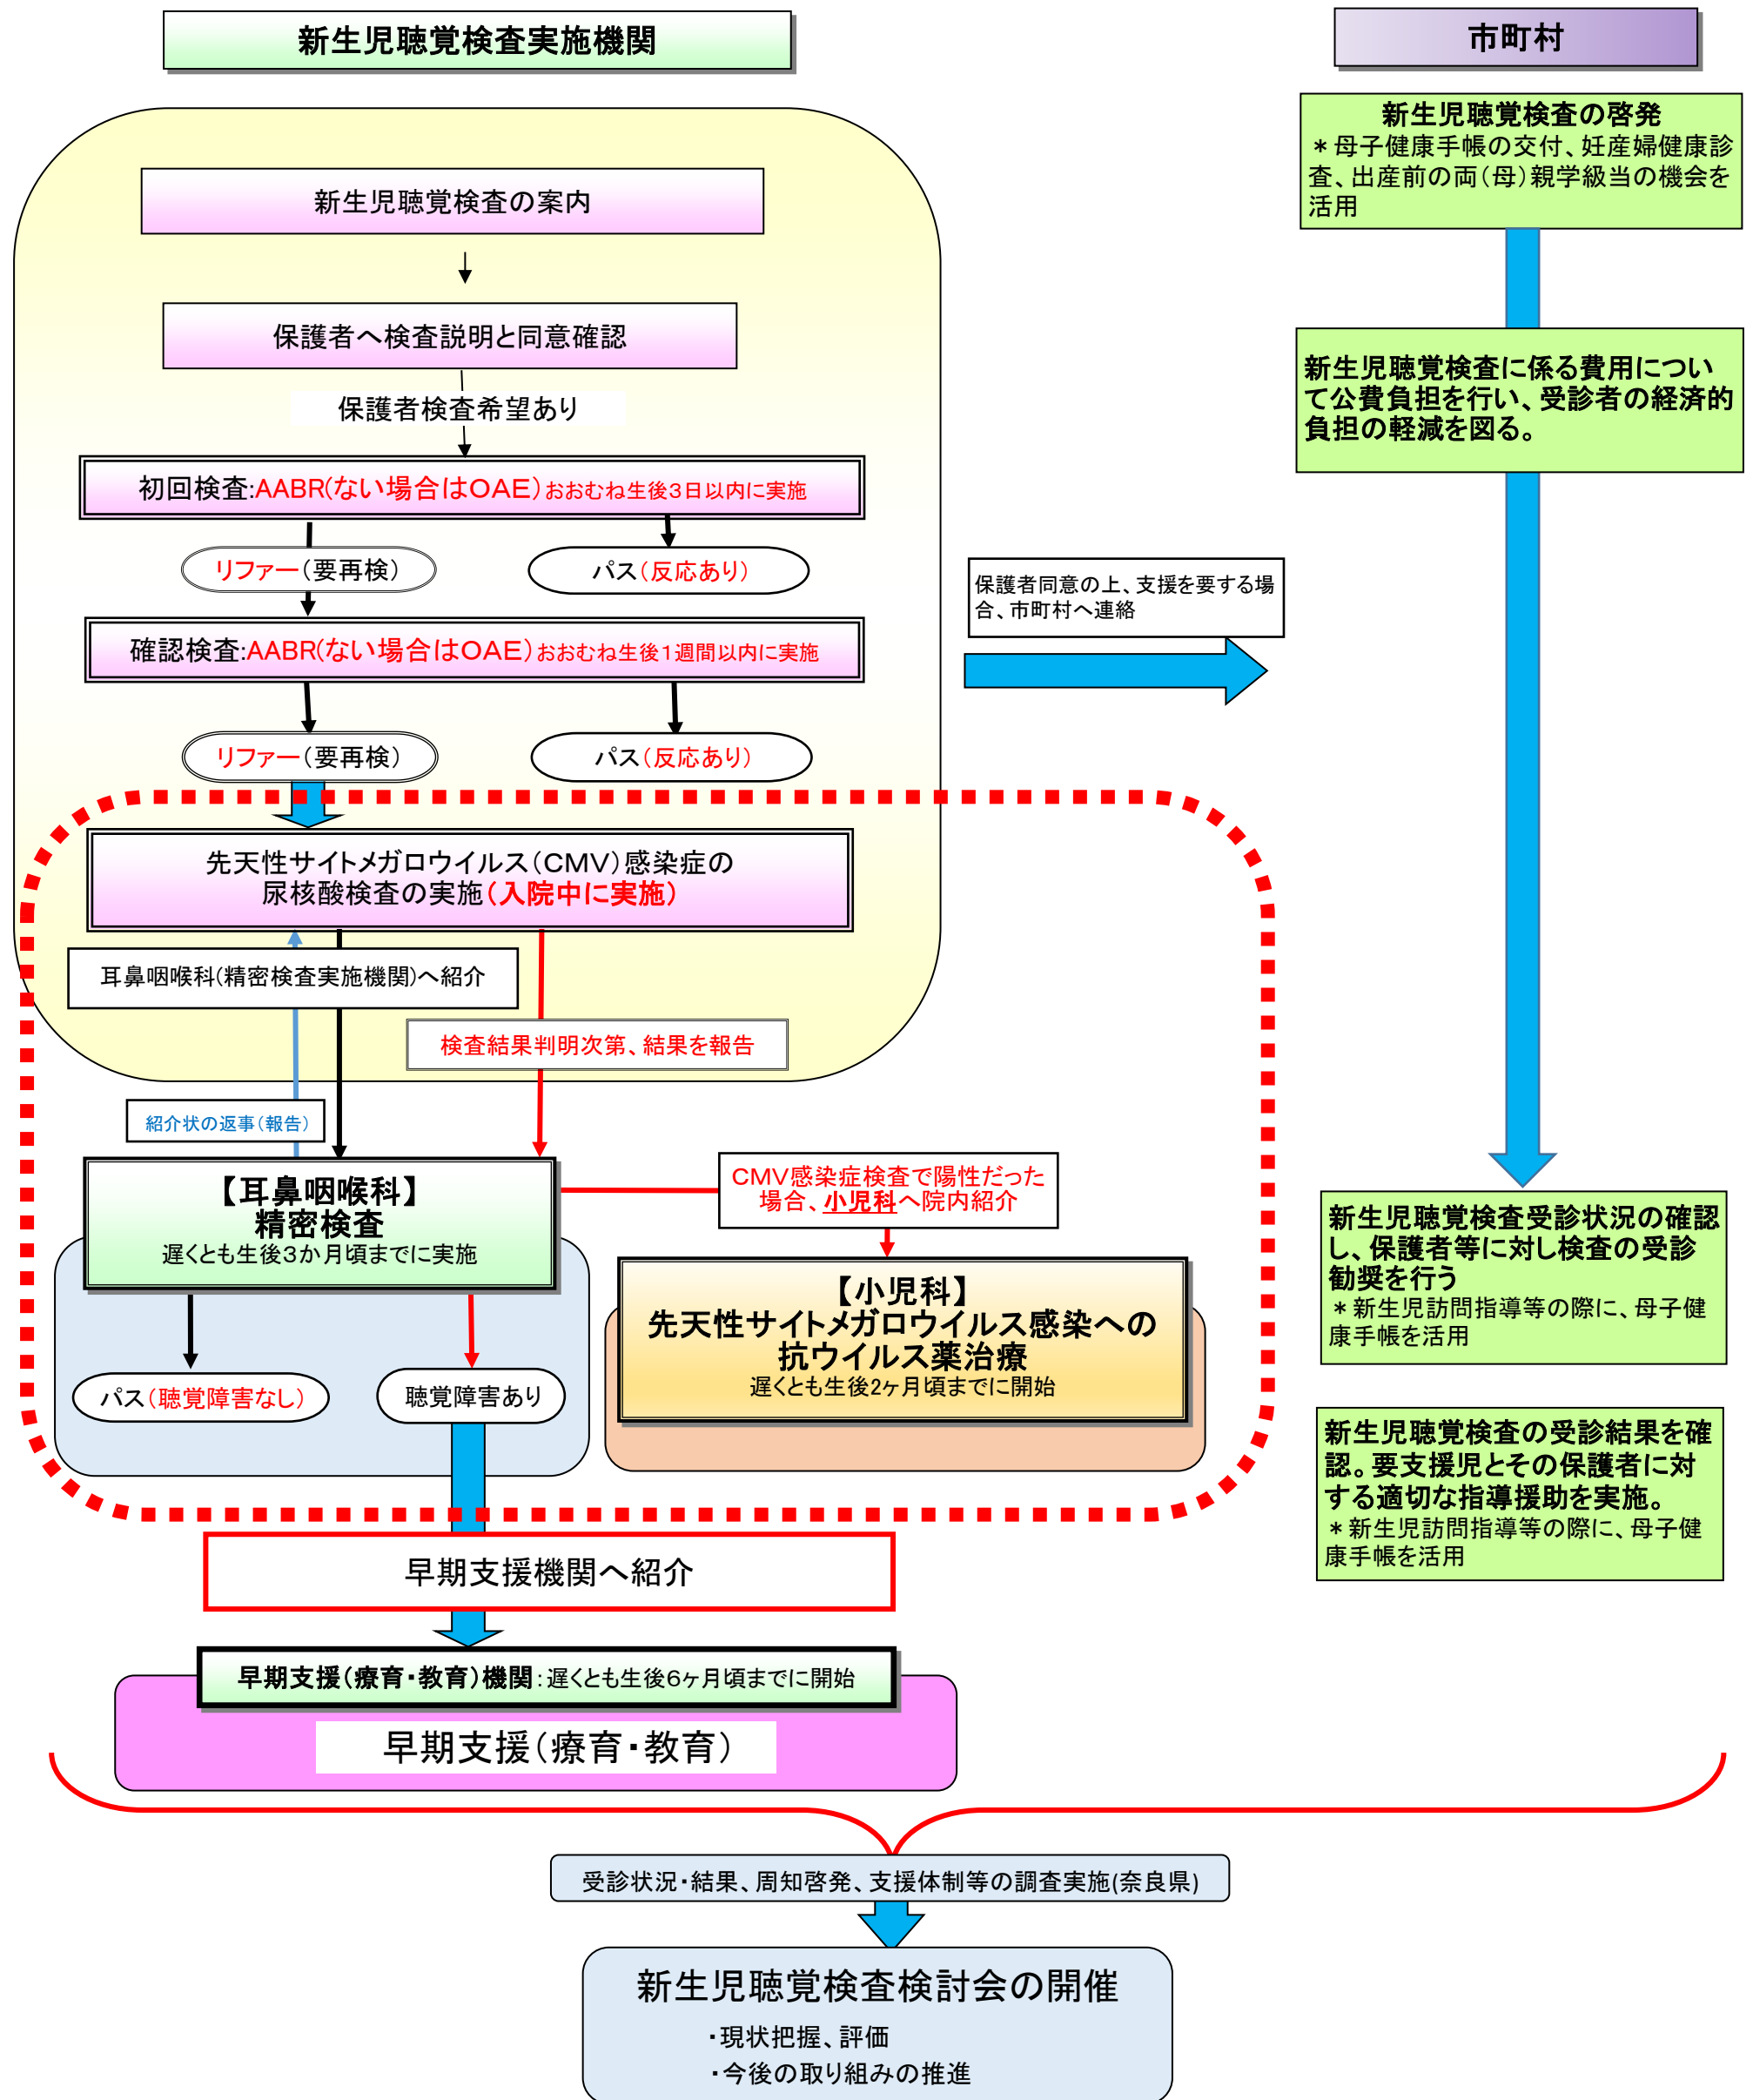 新生児聴覚検査実施機関
新生児聴覚検査の案内
保護者へ検査説明と同意確認
保護者検査希望あり
初回検査:AABR(ない場合はOAE)おおむね生後3日以内に実施
リファー(要再検)
パス(反応あり)
確認検査:AABR(ない場合はOAE)おおむね生後1週間以内に実施
リファー(要再検)
パス(反応あり)
先天性サイトメガロウイルス(CMV)感染症の
尿核酸検査の実施(入院中に実施)
耳鼻咽喉科(精密検査実施機関)へ紹介
検査結果判明次第、結果を報告
紹介状の返事(報告)
【耳鼻咽喉科】
精密検査
遅くとも生後3か月頃までに実施
CMV感染症検査で陽性だった
場合、小児科へ院内紹介
【小児科】
先天性サイトメガロウイルス感染への
抗ウイルス薬治療
遅くとも生後2ヶ月頃までに開始
パス(聴覚障害なし)
聴覚障害あり
早期支援機関へ紹介
早期支援(療育・教育)機関:遅くとも生後6ヶ月頃までに開始
早期支援(療育・教育)
保護者同意の上、支援を要する場
合、市町村へ連絡
市町村
新生児聴覚検査の啓発
*母子健康手帳の交付、妊産婦健康診
査、出産前の両(母)親学級当の機会を
活用
新生児聴覚検査に係る費用につい
て公費負担を行い、受診者の経済的
負担の軽減を図る。
新生児聴覚検査受診状況の確認
し、保護者等に対し検査の受診
勧奨を行う
*新生児訪問指導等の際に、母子健
康手帳を活用
新生児聴覚検査の受診結果を確
認。要支援児とその保護者に対
する適切な指導援助を実施。
*新生児訪問指導等の際に、母子健
康手帳を活用
受診状況・結果、周知啓発、支援体制等の調査実施(奈良県)
新生児聴覚検査検討会の開催
・現状把握、評価
・今後の取り組みの推進